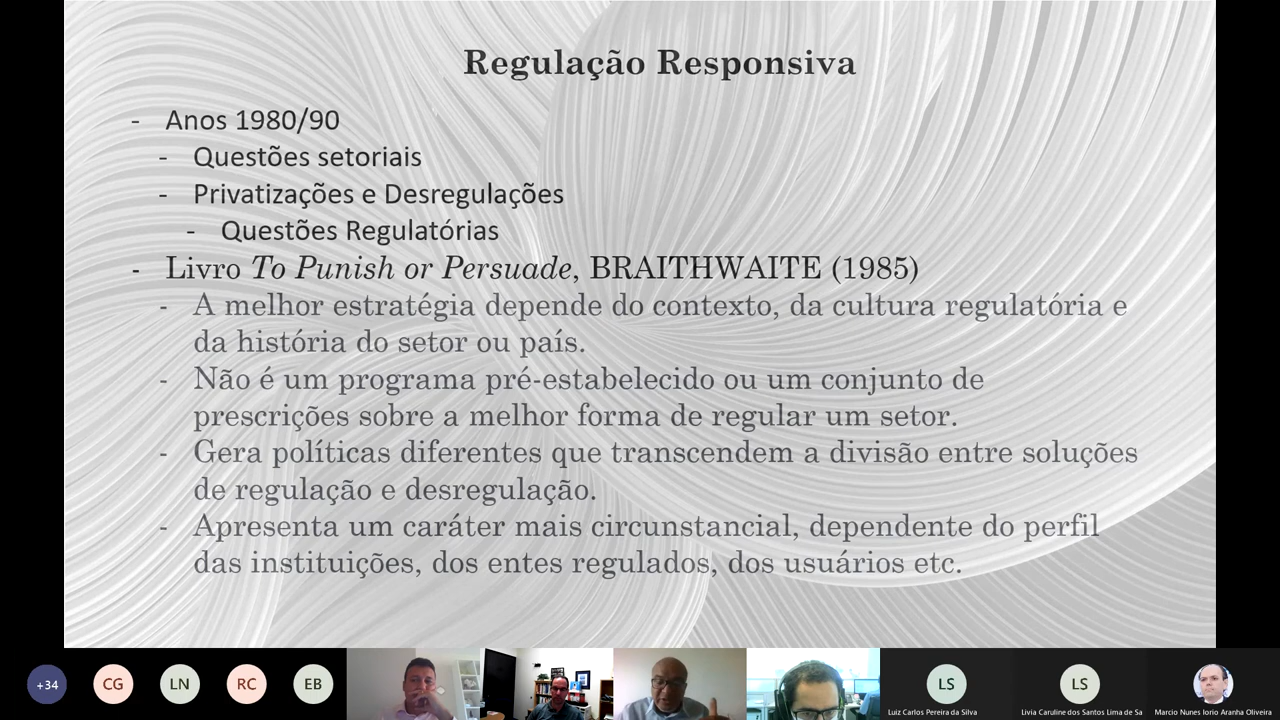 Regulação Responsiva
- Anos 1980/90
- Questões setoriais
- Privatizações e Desregulações
- Questões Regulatórias
- Livro To Punish or Persuade, BRAITHWAITE (1985)
- A melhor estratégia depende do contexto, da cultura regulatória e
da história do setor ou país.
- Não é um programa pré-estabelecido ou um conjunto de
prescrições sobre a melhor forma de regular um setor.
- Gera políticas diferentes que transcendem a divisão entre soluções
de regulação e desregulação.
- Apresenta um caráter mais circunstancial, dependente do perfil
das instituições, dos entes regulados, dos usuários etc.
+34 CG LN RC EB LS LS
Luiz Carlos Pereira da Silva Livia Caruline dos Santos Lima de Sa Marcio Nunes Iorio Aranha Oliveira